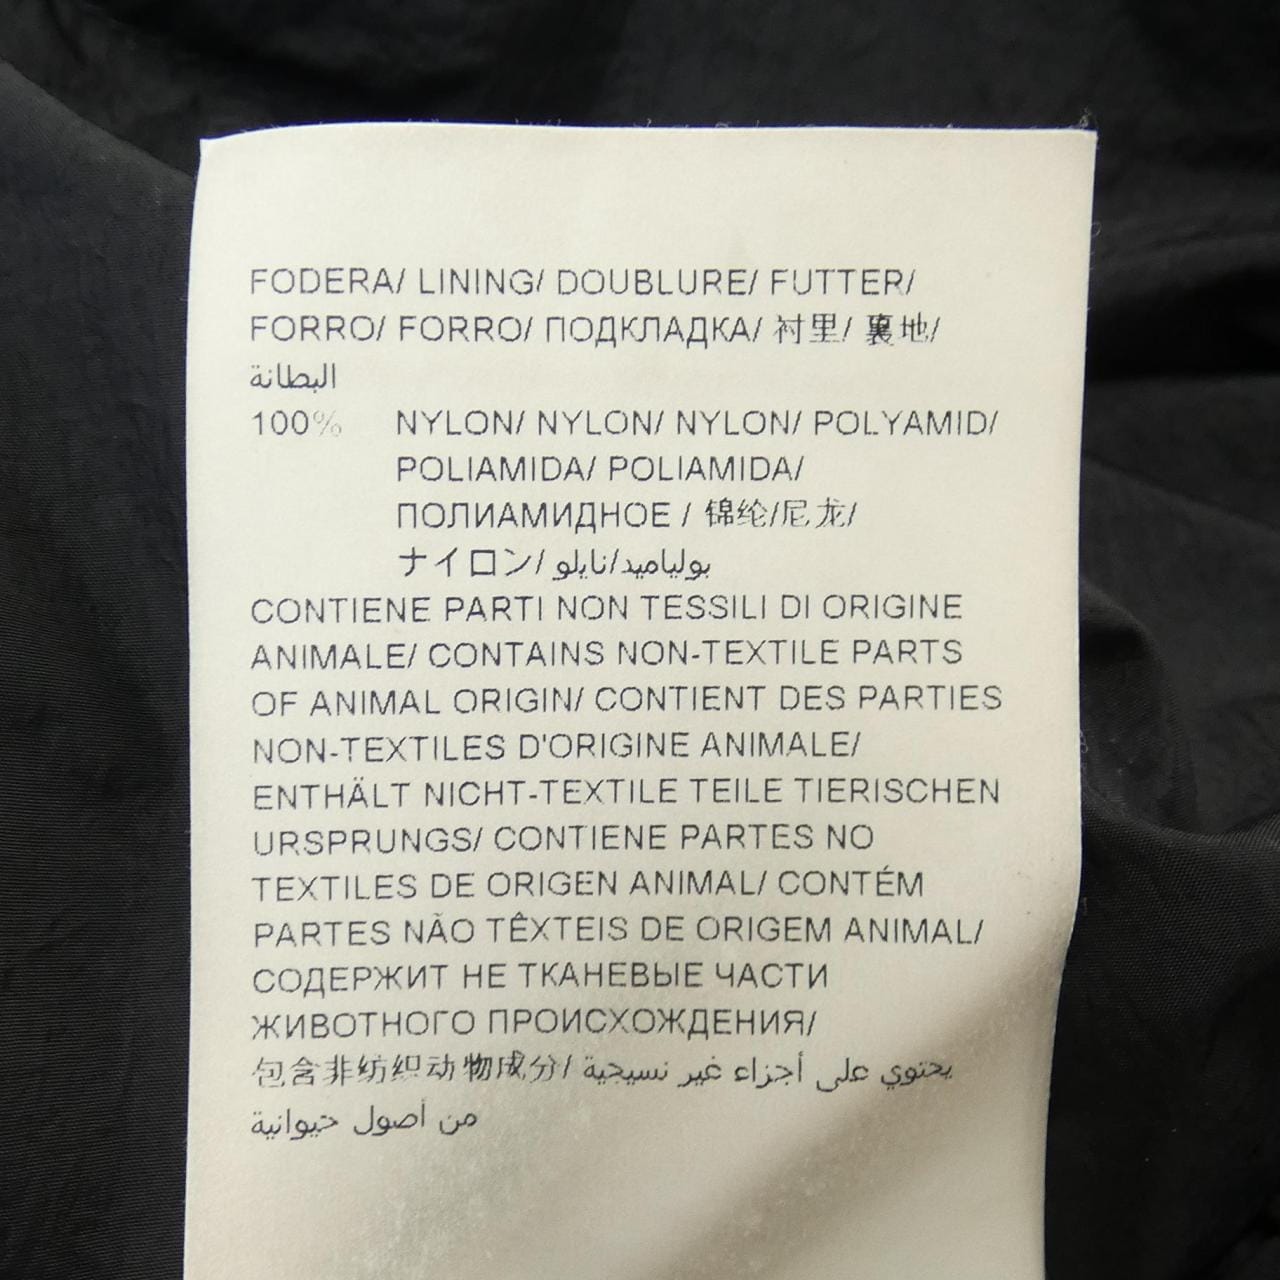 FODERA/ LINING/ DOUBLURE/ FUTTER/
FORRO/ FORRO/ ПОДКЛАДКА/ 衬里/ 裏地/
البطانة
100% NYLON/ NYLON/ NYLON/ POLYAMID/
POLIAMIDA/ POLIAMIDA/
ПОЛИАМИДНОЕ / 锦纶/尼龙/
ナイロン/ بولياميد/نايلو
CONTIENE PARTI NON TESSILI DI ORIGINE
ANIMALE/ CONTAINS NON-TEXTILE PARTS
OF ANIMAL ORIGIN/ CONTIENT DES PARTIES
NON-TEXTILES D'ORIGINE ANIMALE/
ENTHÄLT NICHT-TEXTILE TEILE TIERISCHEN
URSPRUNGS/ CONTIENE PARTES NO
TEXTILES DE ORIGEN ANIMAL/ CONTÉM
PARTES NÃO TÊXTEIS DE ORIGEM ANIMAL/
СОДЕРЖИТ НЕ ТКАНЕВЫЕ ЧАСТИ
ЖИВОТНОГО ПРОИСХОЖДЕНИЯ/
包含非纺织动物成分/ يحتوي على أجزاء غير نسيجية
من أصول حيوانية